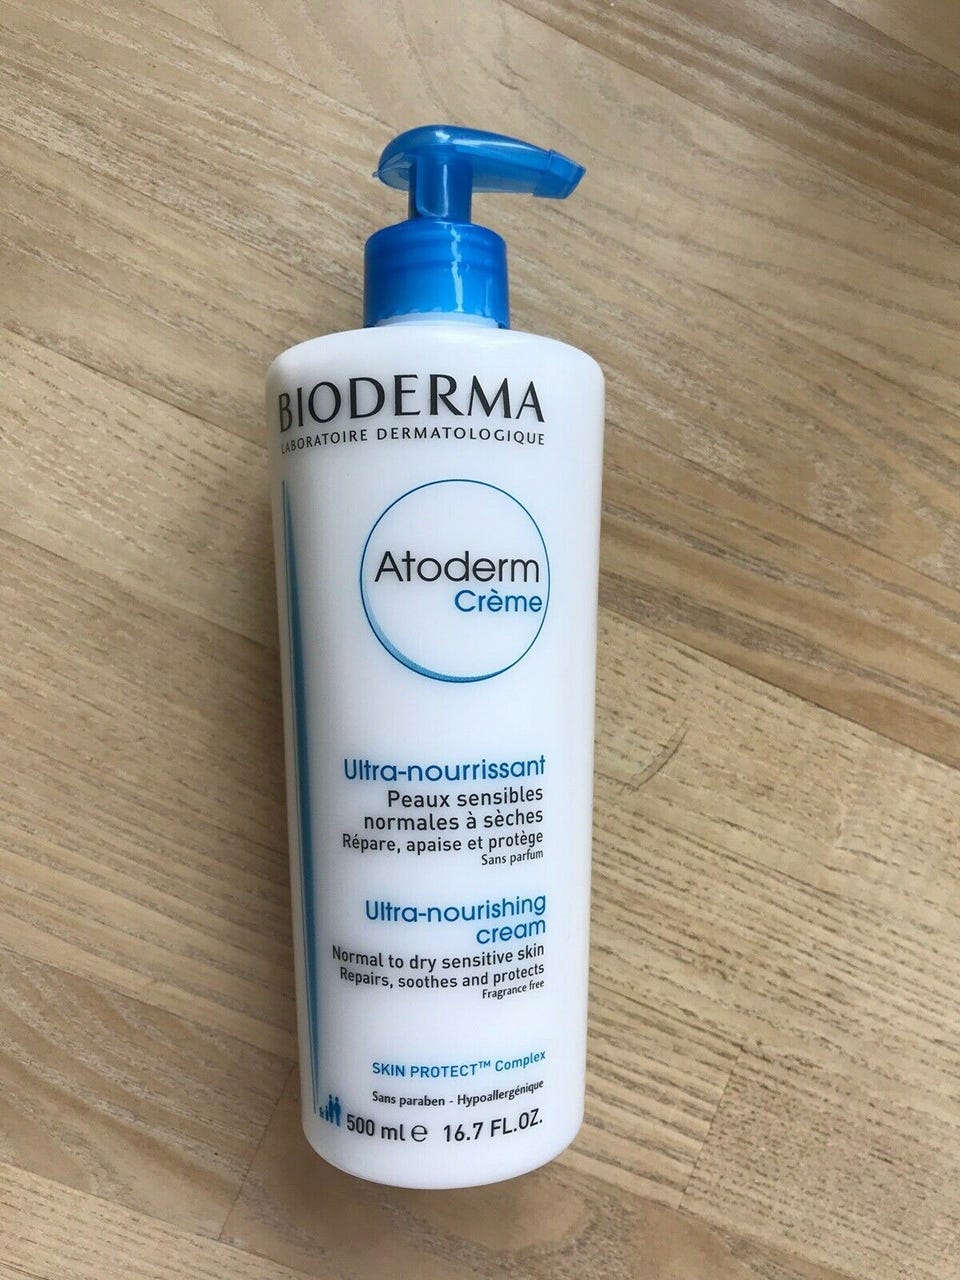 BIODERMA
LABORATOIRE DERMATOLOGIQUE
Atoderm
Crème
Ultra-nourrissant
Peaux sensibles
normales à sèches
Répare, apaise et protège
Sans parfum
Ultra-nourishing
cream
Normal to dry sensitive skin
Repairs, soothes and protects
Fragrance free
SKIN PROTECT™ Complex
Sans paraben - Hypoallergénique
500 ml ℮ 16.7 FL.OZ.